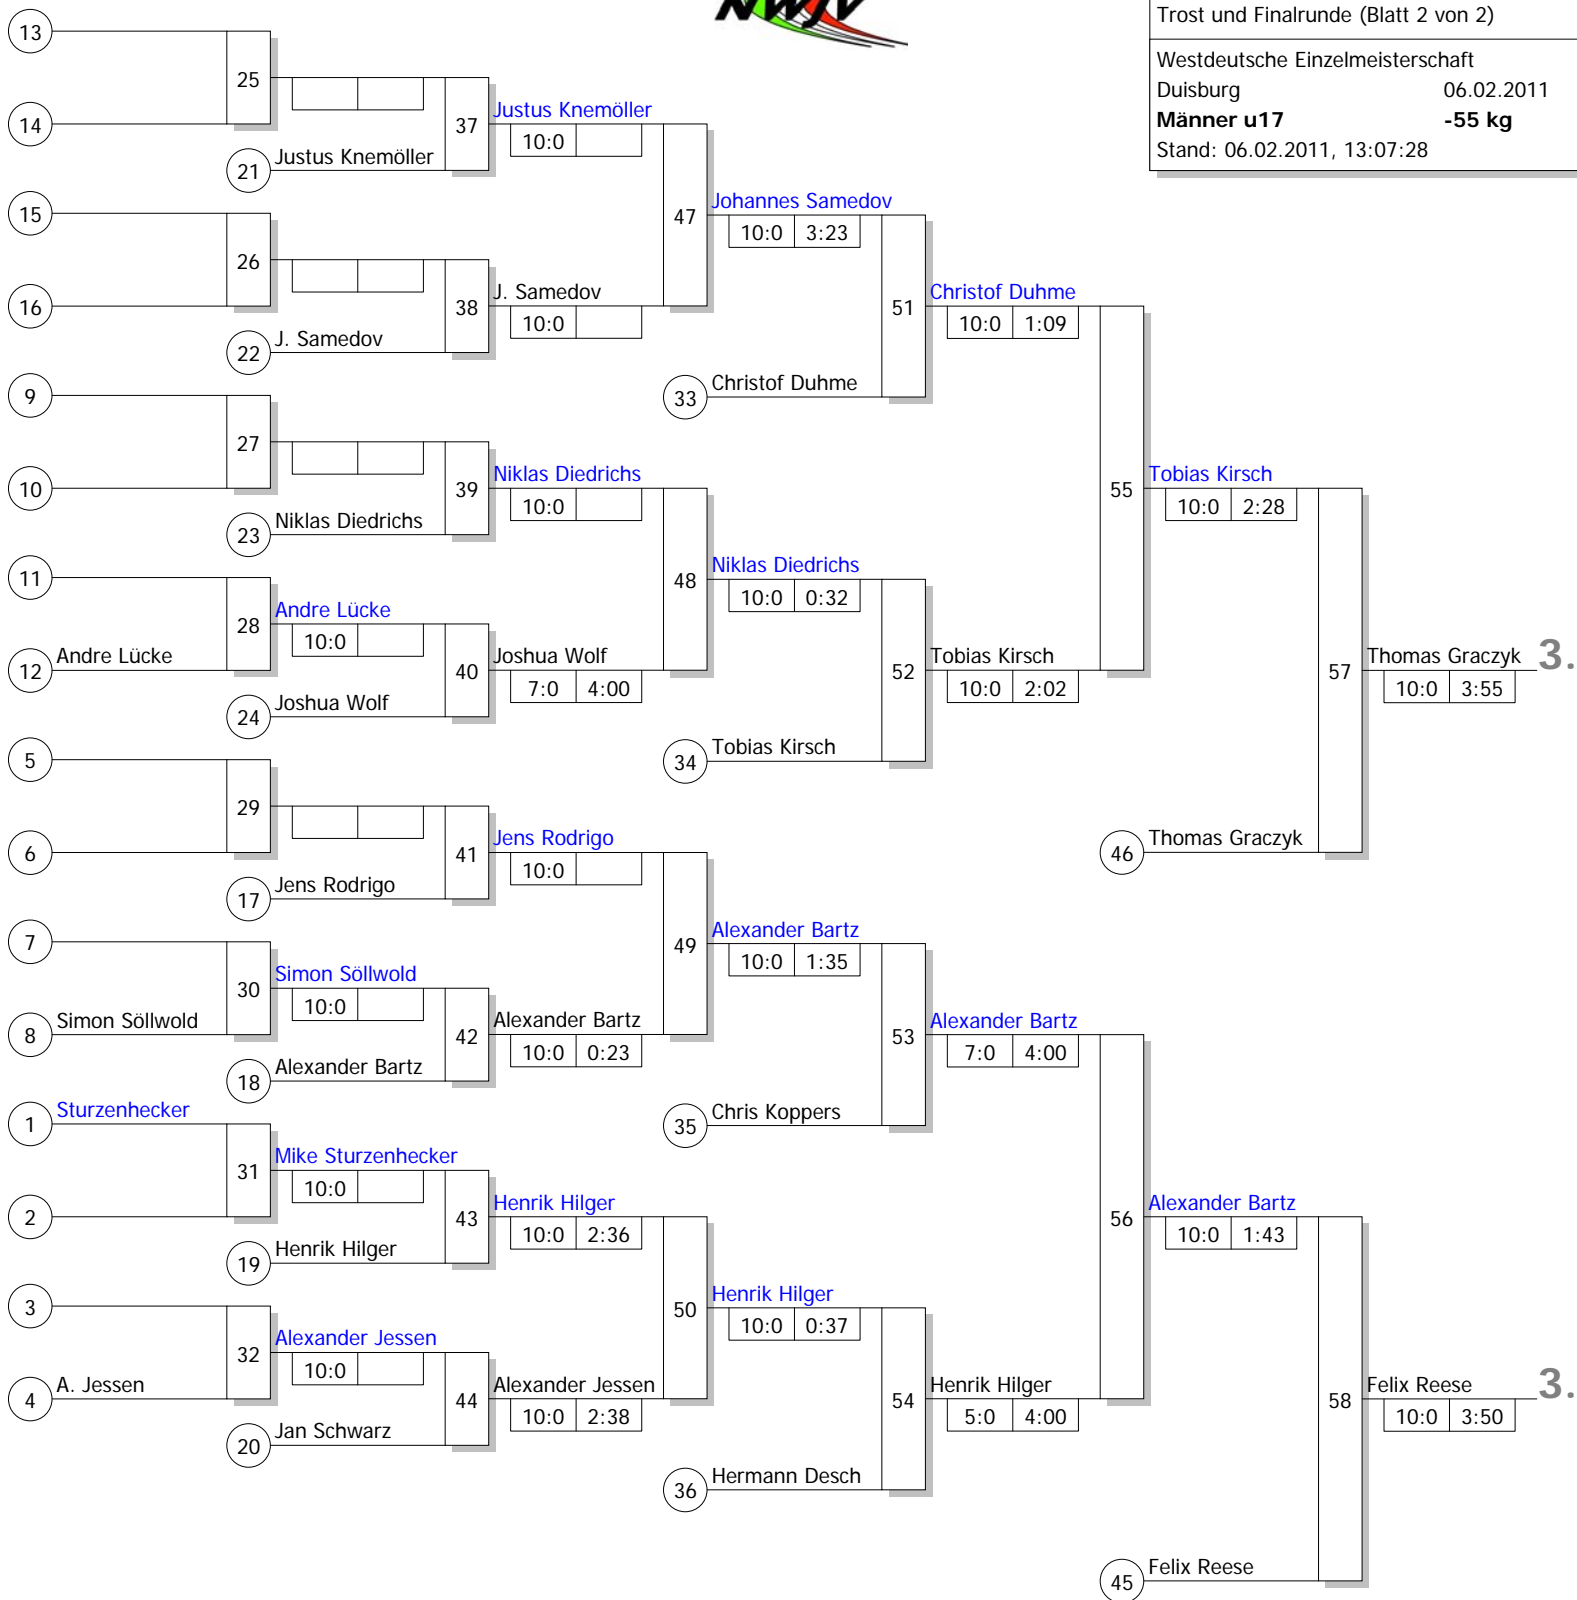 NWJV
Trost und Finalrunde (Blatt 2 von 2)
Westdeutsche Einzelmeisterschaft
Duisburg 06.02.2011
Männer u17 -55 kg
Stand: 06.02.2011, 13:07:28
13
25
14
37
Justus Knemöller
10:0
21 Justus Knemöller
47
Johannes Samedov
10:0 3:23
15
26
16
38
J. Samedov
10:0
22 J. Samedov
51
Christof Duhme
10:0 1:09
33 Christof Duhme
9
27
10
39
Niklas Diedrichs
10:0
23 Niklas Diedrichs
55
Tobias Kirsch
10:0 2:28
11
28
Andre Lücke
10:0
12 Andre Lücke
48
Niklas Diedrichs
10:0 0:32
40
Joshua Wolf
7:0 4:00
24 Joshua Wolf
52
Tobias Kirsch
10:0 2:02
34 Tobias Kirsch
57
Thomas Graczyk 3.
10:0 3:55
5
29
6
41
Jens Rodrigo
10:0
17 Jens Rodrigo
46 Thomas Graczyk
7
30
Simon Söllwold
10:0
8 Simon Söllwold
49
Alexander Bartz
10:0 1:35
42
Alexander Bartz
10:0 0:23
18 Alexander Bartz
53
Alexander Bartz
7:0 4:00
35 Chris Koppers
1 Sturzenhecker
31
Mike Sturzenhecker
10:0
2
43
Henrik Hilger
10:0 2:36
19 Henrik Hilger
56
Alexander Bartz
10:0 1:43
3
32
Alexander Jessen
10:0
4 A. Jessen
50
Henrik Hilger
10:0 0:37
44
Alexander Jessen
10:0 2:38
20 Jan Schwarz
54
Henrik Hilger
5:0 4:00
36 Hermann Desch
58
Felix Reese 3.
10:0 3:50
45 Felix Reese